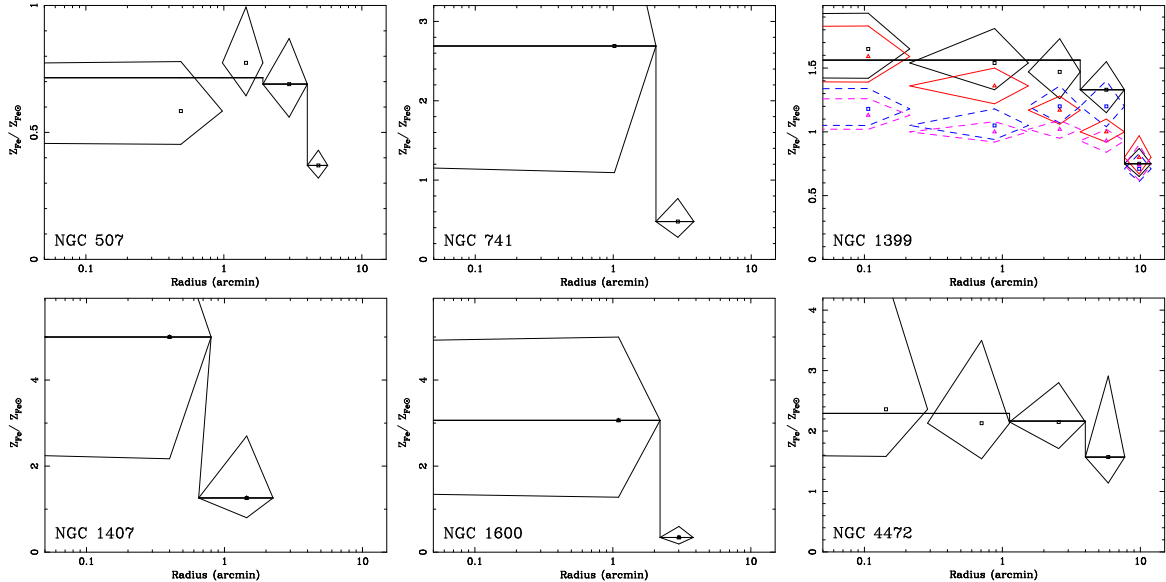 Z_Fe / Z_Fe⊙
0 0.5 1
NGC 507
0.1 1 10
Radius (arcmin)
Z_Fe / Z_Fe⊙
0 1 2 3
NGC 741
0.1 1 10
Radius (arcmin)
Z_Fe / Z_Fe⊙
0 0.5 1 1.5
NGC 1399
0.1 1 10
Radius (arcmin)
Z_Fe / Z_Fe⊙
0 2 4
NGC 1407
0.1 1 10
Radius (arcmin)
Z_Fe / Z_Fe⊙
0 2 4
NGC 1600
0.1 1 10
Radius (arcmin)
Z_Fe / Z_Fe⊙
0 1 2 3 4
NGC 4472
0.1 1 10
Radius (arcmin)